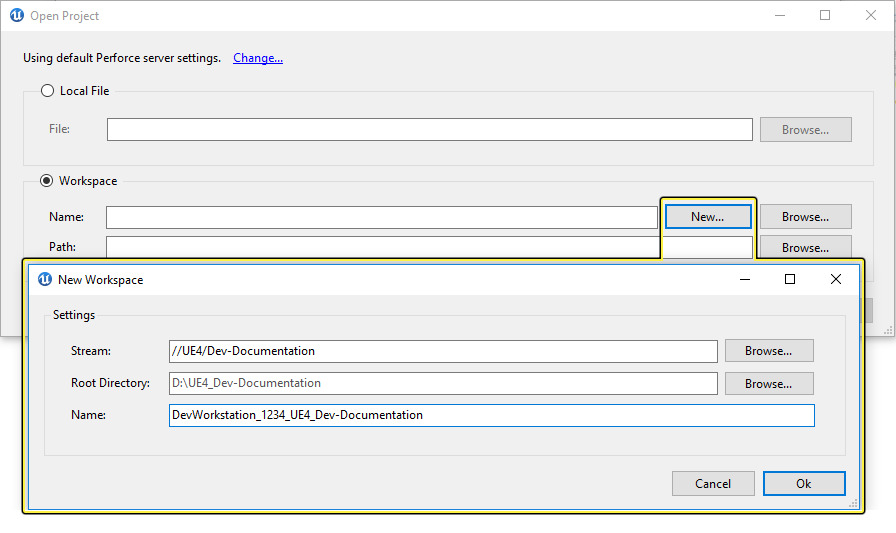 Open Project
Using default Perforce server settings. Change...
Local File
File: Browse...
Workspace
Name: New... Browse...
Path: Browse...
New Workspace
Settings
Stream: //UE4/Dev-Documentation Browse...
Root Directory: D:\UE4_Dev-Documentation Browse...
Name: DevWorkstation_1234_UE4_Dev-Documentation
Cancel Ok